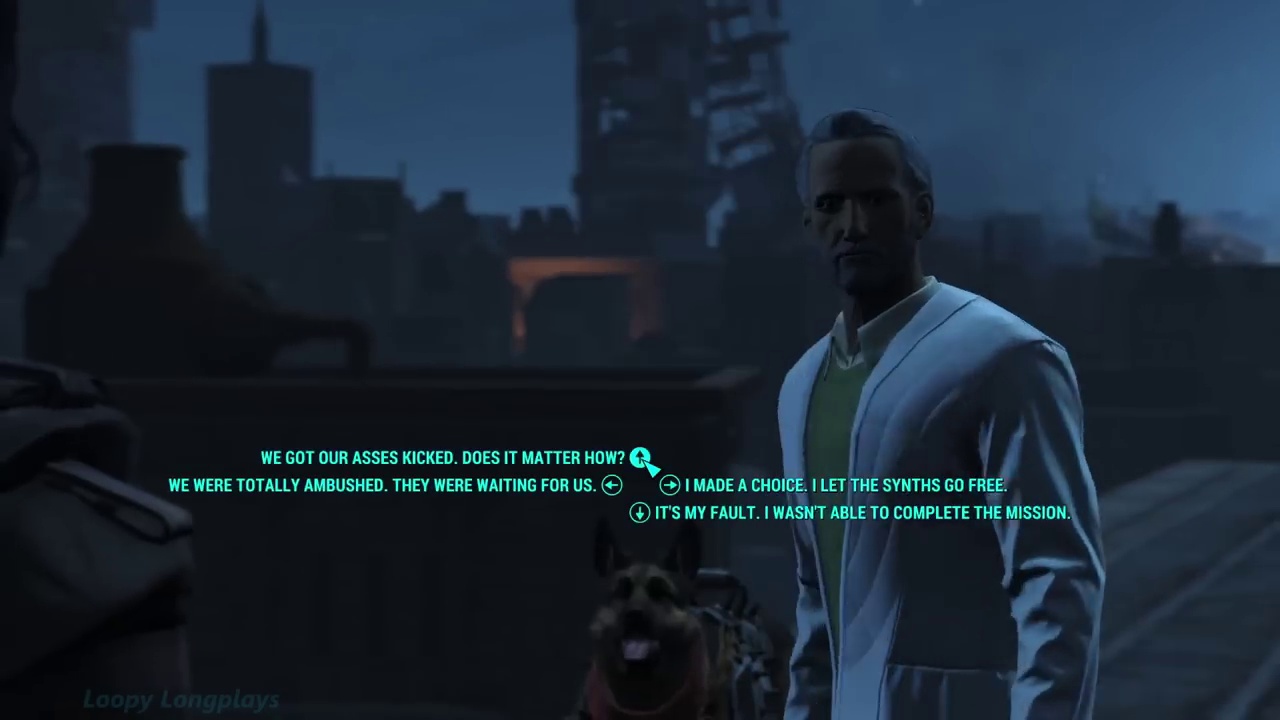 WE GOT OUR ASSES KICKED. DOES IT MATTER HOW?
WE WERE TOTALLY AMBUSHED. THEY WERE WAITING FOR US.
I MADE A CHOICE. I LET THE SYNTHS GO FREE.
IT'S MY FAULT. I WASN'T ABLE TO COMPLETE THE MISSION.
Loopy Longplays